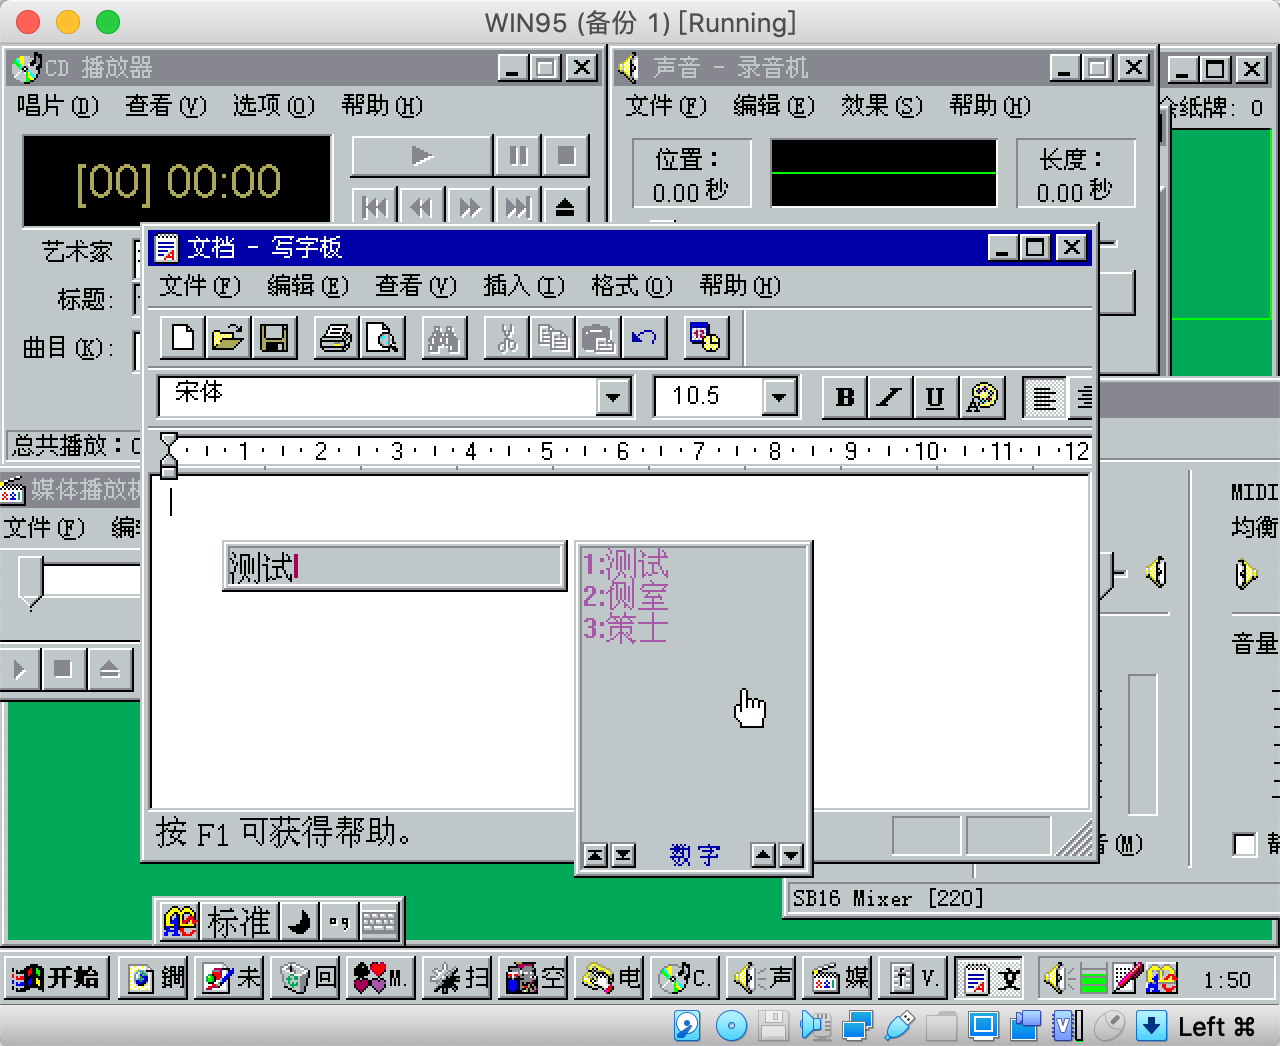 WIN95 (备份 1) [Running]
CD 播放器
唱片(D) 查看(V) 选项(O) 帮助(H)
[00] 00:00
艺术家
标题:
曲目(K):
总共播放:
声音 - 录音机
文件(F) 编辑(E) 效果(S) 帮助(H)
位置:
0.00 秒
长度:
0.00 秒
纸牌: 0
文档 - 写字板
文件(F) 编辑(E) 查看(V) 插入(I) 格式(O) 帮助(H)
宋体 10.5 B I U
1 2 3 4 5 6 7 8 9 10 11 12
媒体播放
文件(F) 编
测试
1:测试
2:侧室
3:策士
数字
按 F1 可获得帮助。
MIDI
均衡
音量
(M)
SB16 Mixer [220]
标准
开始 未 回 M. 扫 空 电 C. 声 媒 V. 文 1:50
Left ⌘